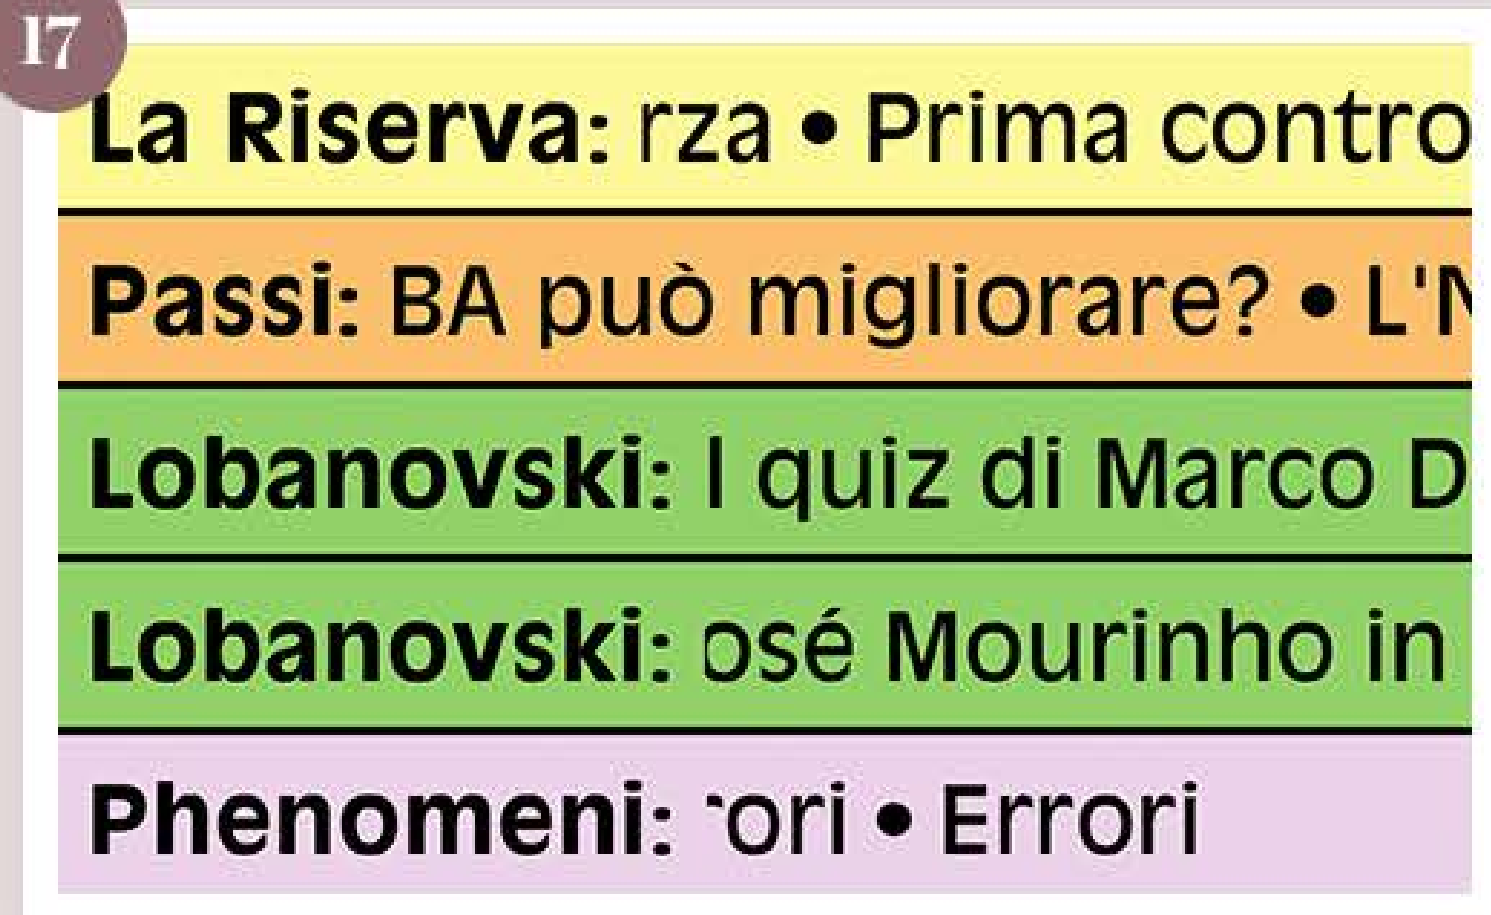 17
La Riserva: rza • Prima contro
Passi: BA può migliorare? • L'N
Lobanovski: I quiz di Marco D
Lobanovski: osé Mourinho in
Phenomeni: ori • Errori